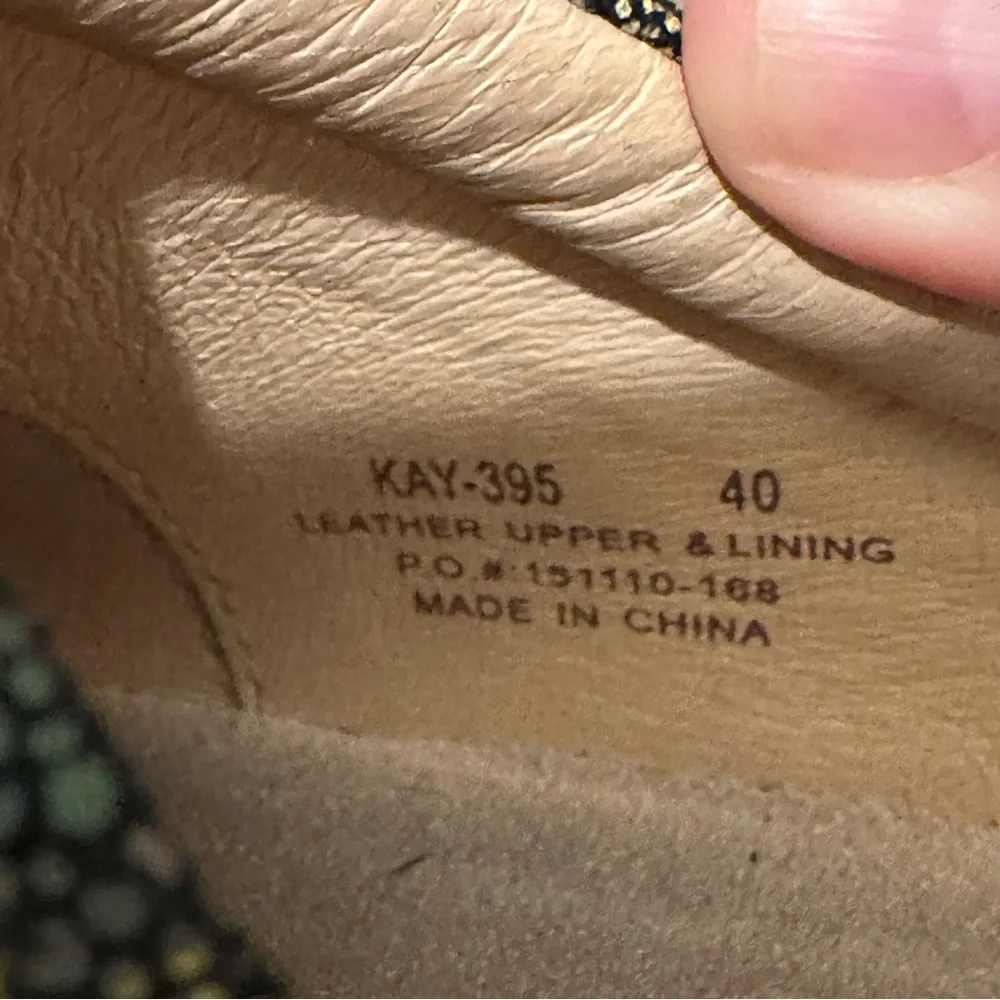 KAY-395 40
LEATHER UPPER & LINING
P.O.#:151110-168
MADE IN CHINA